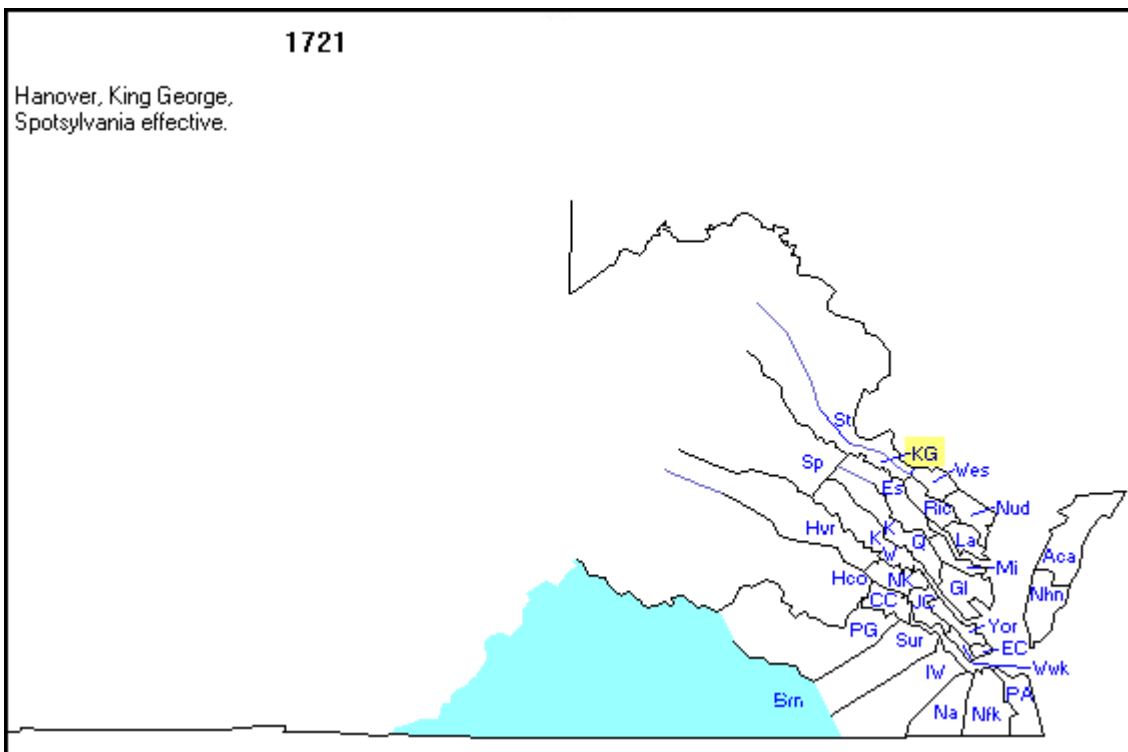 1721
Hanover, King George,
Spotsylvania effective.
St
KG
Sp
Wes
Es
Ric
Nud
Hvr
K
K
Q
La
W
Mi
Aca
Hco
NK
Gl
Nhn
CC
JC
PG
Sur
Yor
EC
IW
Wwk
Brn
Na
Nfk
PA